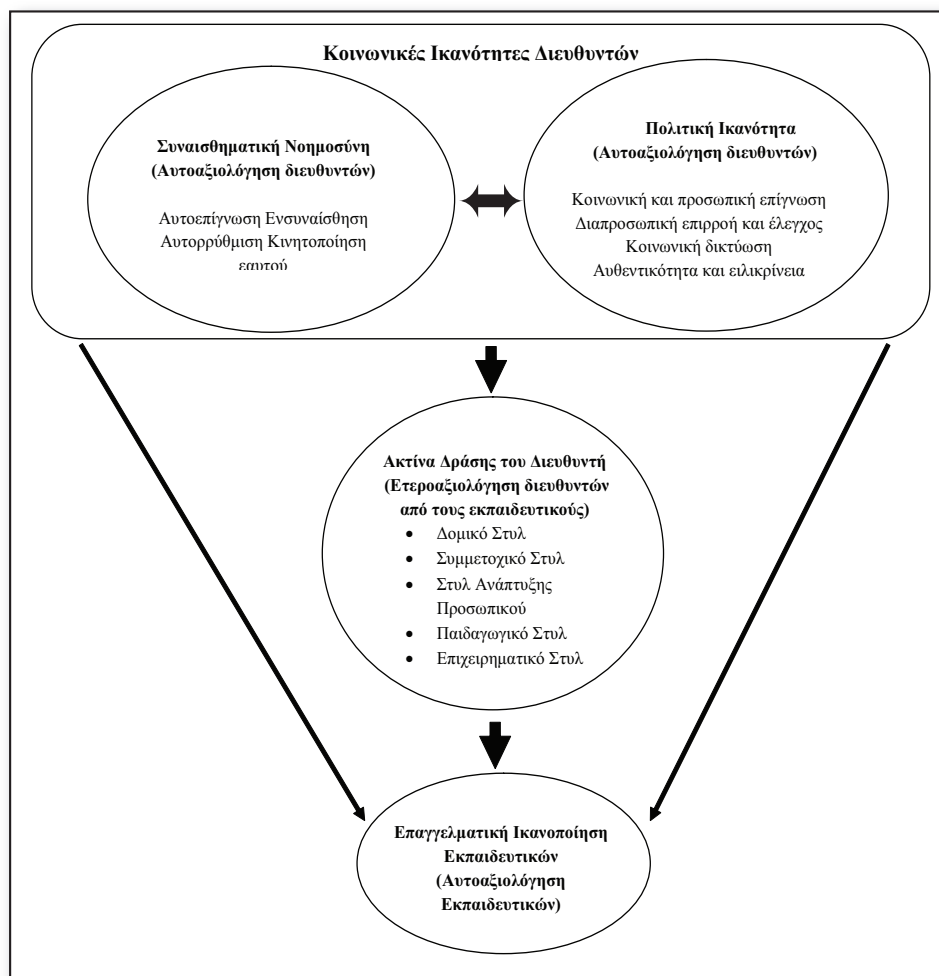 Κοινωνικές Ικανότητες Διευθυντών
Συναισθηματική Νοημοσύνη
(Αυτοαξιολόγηση διευθυντών)
Αυτοεπίγνωση Ενσυναίσθηση
Αυτορρύθμιση Κινητοποίηση
εαυτού
Πολιτική Ικανότητα
(Αυτοαξιολόγηση διευθυντών)
Κοινωνική και προσωπική επίγνωση
Διαπροσωπική επιρροή και έλεγχος
Κοινωνική δικτύωση
Αυθεντικότητα και ειλικρίνεια
Ακτίνα Δράσης του Διευθυντή
(Ετεροαξιολόγηση διευθυντών
από τους εκπαιδευτικούς)
• Δομικό Στυλ
• Συμμετοχικό Στυλ
• Στυλ Ανάπτυξης
Προσωπικού
• Παιδαγωγικό Στυλ
• Επιχειρηματικό Στυλ
Επαγγελματική Ικανοποίηση
Εκπαιδευτικών
(Αυτοαξιολόγηση
Εκπαιδευτικών)